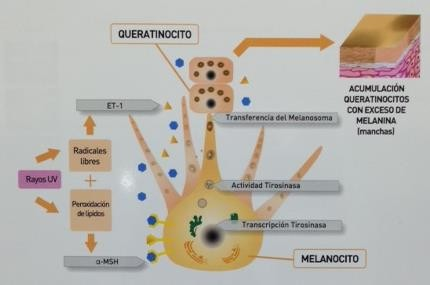 QUERATINOCITO
ET-1
Transferencia del Melanosoma
ACUMULACIÓN
QUERATINOCITOS
CON EXCESO DE
MELANINA
(manchas)
Radicales
libres
Rayos UV
+
Actividad Tirosinasa
Peroxidación
de lípidos
Transcripción Tirosinasa
α-MSH
MELANOCITO